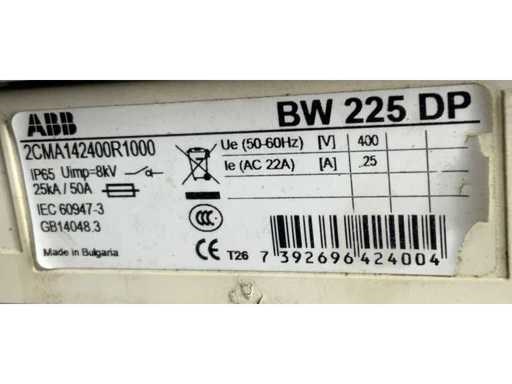 ABB
BW 225 DP
2CMA142400R1000
IP65 Uimp=8kV
25kA / 50A
IEC 60947-3
GB14048.3
Made in Bulgaria
Ue (50-60Hz) [V] 400
Ie (AC 22A) [A] 25
CCC
CE
T26
7 392696 424004